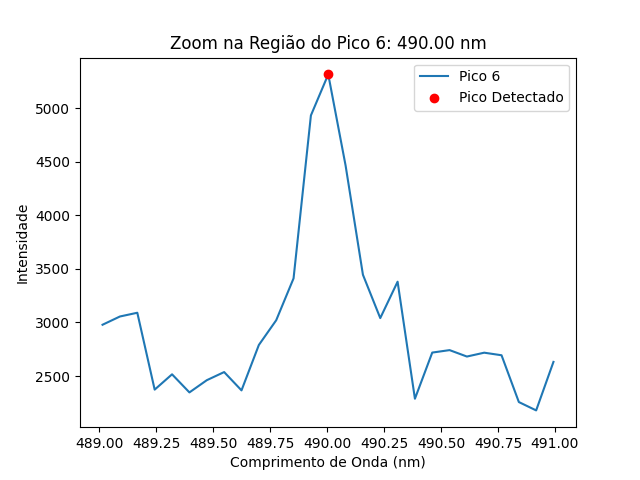 Zoom na Região do Pico 6: 490.00 nm
Pico 6
Pico Detectado
Intensidade
5000
4500
4000
3500
3000
2500
489.00 489.25 489.50 489.75 490.00 490.25 490.50 490.75 491.00
Comprimento de Onda (nm)